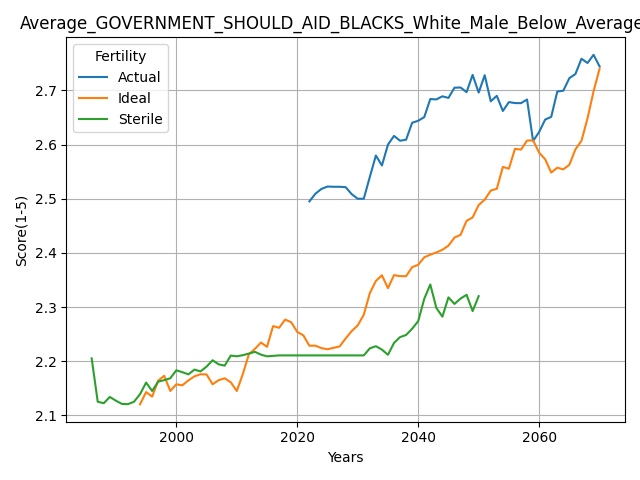 Average_GOVERNMENT_SHOULD_AID_BLACKS_White_Male_Below_Average
Fertility
Actual
Ideal
Sterile
Score(1-5)
2.7
2.6
2.5
2.4
2.3
2.2
2.1
2000 2020 2040 2060
Years